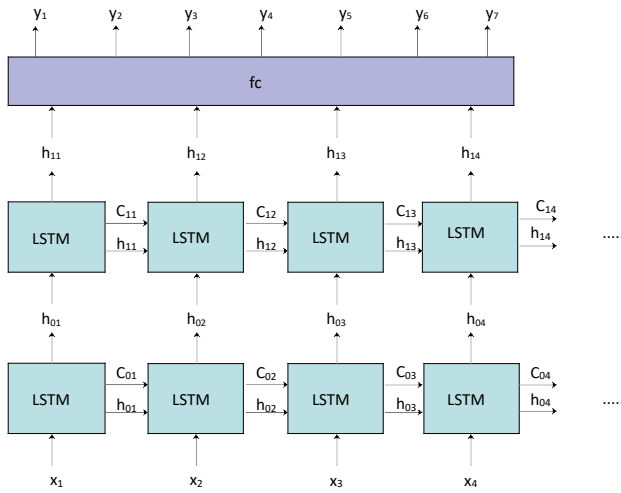 y₁ y₂ y₃ y₄ y₅ y₆ y₇
fc
h₁₁ h₁₂ h₁₃ h₁₄
C₁₁ C₁₂ C₁₃ C₁₄
LSTM LSTM LSTM LSTM
h₁₁ h₁₂ h₁₃ h₁₄ .....
h₀₁ h₀₂ h₀₃ h₀₄
C₀₁ C₀₂ C₀₃ C₀₄
LSTM LSTM LSTM LSTM
h₀₁ h₀₂ h₀₃ h₀₄ .....
x₁ x₂ x₃ x₄